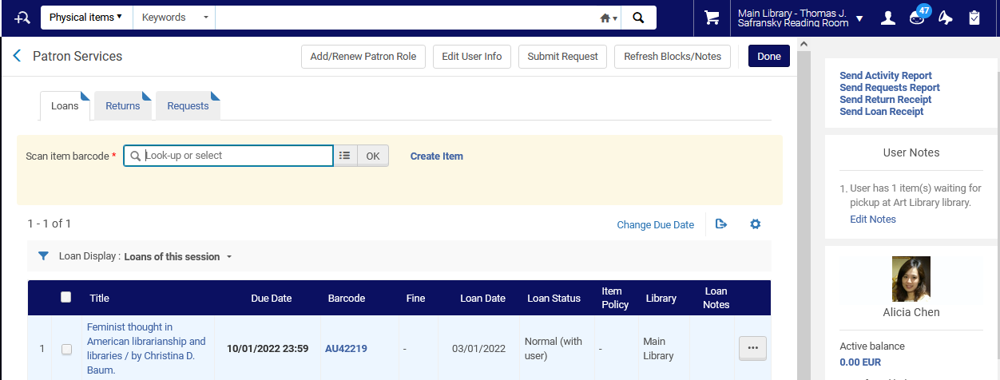 Physical items
Keywords
Main Library - Thomas J.
Safransky Reading Room
47
Patron Services
Add/Renew Patron Role
Edit User Info
Submit Request
Refresh Blocks/Notes
Done
Loans
Returns
Requests
Scan item barcode *
Look-up or select
OK
Create Item
1 - 1 of 1
Change Due Date
Loan Display : Loans of this session
Title
Due Date
Barcode
Fine
Loan Date
Loan Status
Item
Policy
Library
Loan
Notes
1
Feminist thought in
American librarianship and
libraries / by Christina D.
Baum.
10/01/2022 23:59
AU42219
-
03/01/2022
Normal (with
user)
-
Main
Library
Send Activity Report
Send Requests Report
Send Return Receipt
Send Loan Receipt
User Notes
1. User has 1 item(s) waiting for
pickup at Art Library library.
Edit Notes
Alicia Chen
Active balance
0.00 EUR